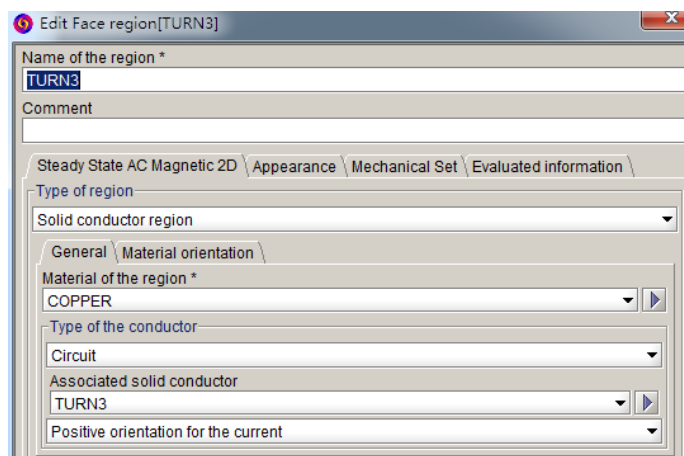 Edit Face region[TURN3]
Name of the region *
TURN3
Comment
Steady State AC Magnetic 2D Appearance Mechanical Set Evaluated information
Type of region
Solid conductor region
General Material orientation
Material of the region *
COPPER
Type of the conductor
Circuit
Associated solid conductor
TURN3
Positive orientation for the current